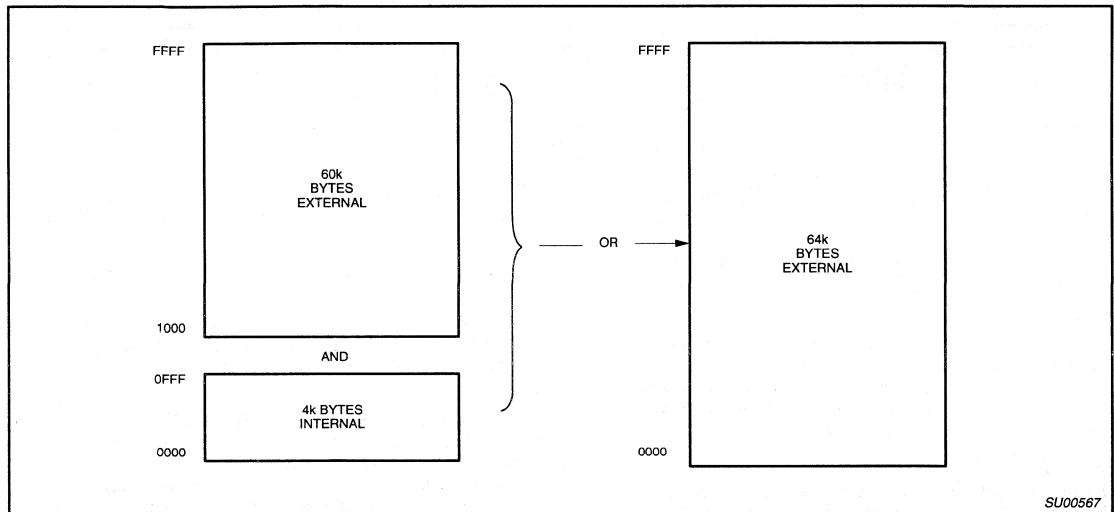 FFFF
60k
BYTES
EXTERNAL
1000
AND
0FFF
4k BYTES
INTERNAL
0000
OR
FFFF
64k
BYTES
EXTERNAL
0000
SU00567